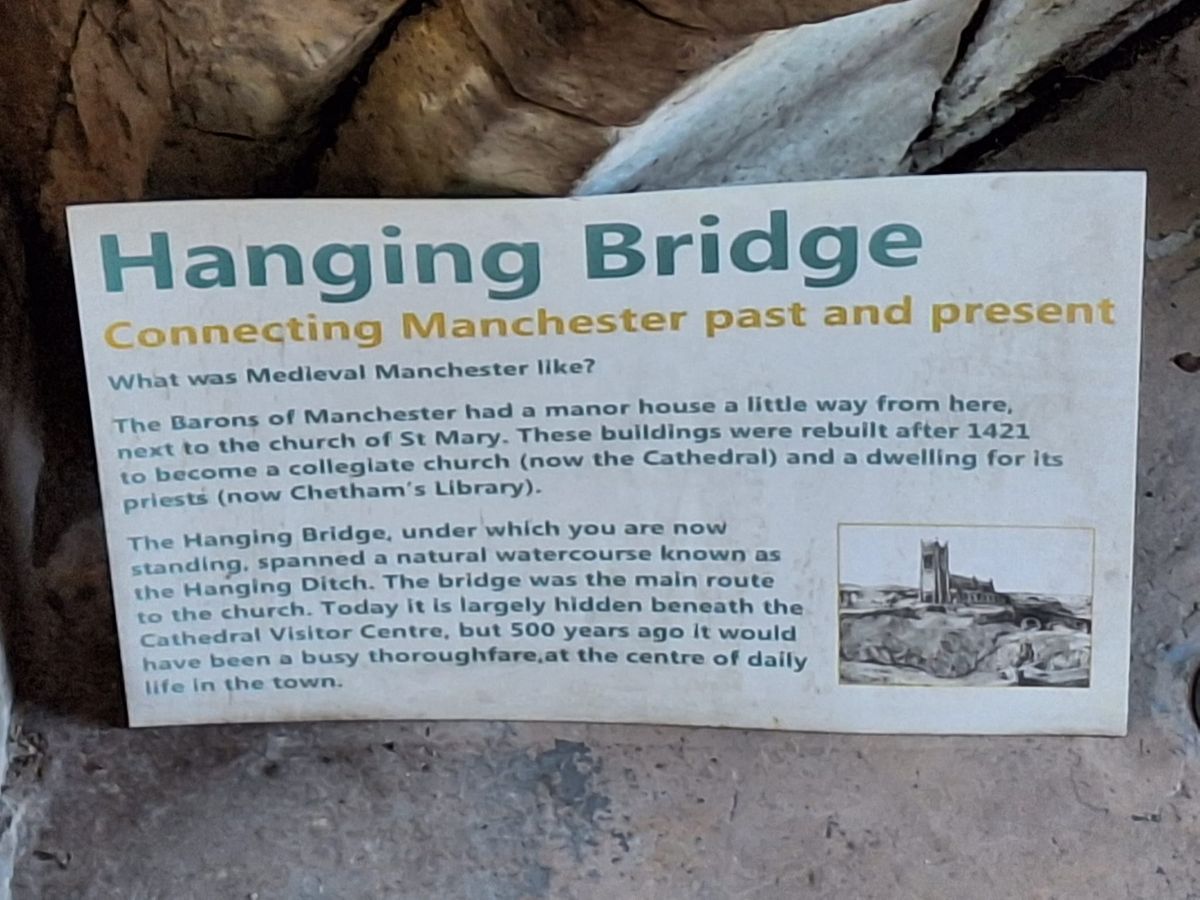 Hanging Bridge
Connecting Manchester past and present
What was Medieval Manchester like?
The Barons of Manchester had a manor house a little way from here,
next to the church of St Mary. These buildings were rebuilt after 1421
to become a collegiate church (now the Cathedral) and a dwelling for its
priests (now Chetham's Library).
The Hanging Bridge, under which you are now
standing, spanned a natural watercourse known as
the Hanging Ditch. The bridge was the main route
to the church. Today it is largely hidden beneath the
Cathedral Visitor Centre, but 500 years ago it would
have been a busy thoroughfare,at the centre of daily
life in the town.